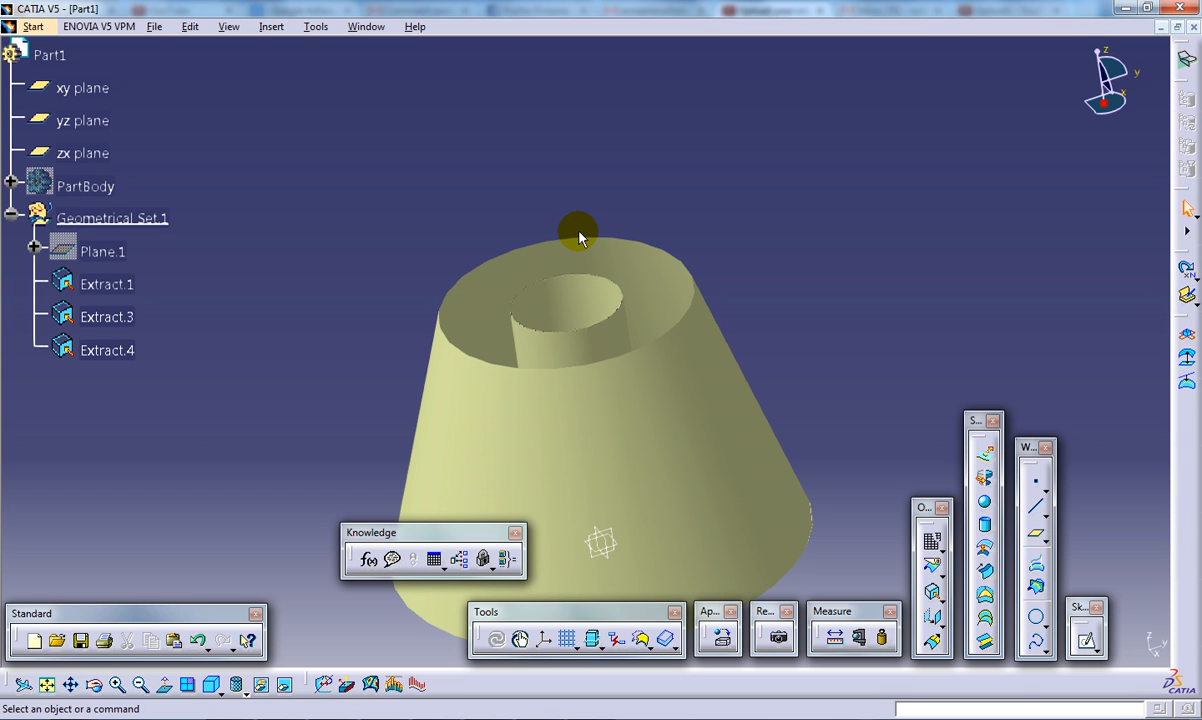 CATIA V5 - [Part1]
Start ENOVIA V5 VPM File Edit View Insert Tools Window Help
Part1
xy plane
yz plane
zx plane
PartBody
Geometrical Set.1
Plane.1
Extract.1
Extract.3
Extract.4
z
y
x
S...
W...
O...
Knowledge
f(x)
Standard
Tools
Ap...
Re...
Measure
Sk...
z
y
x
CATIA
Select an object or a command